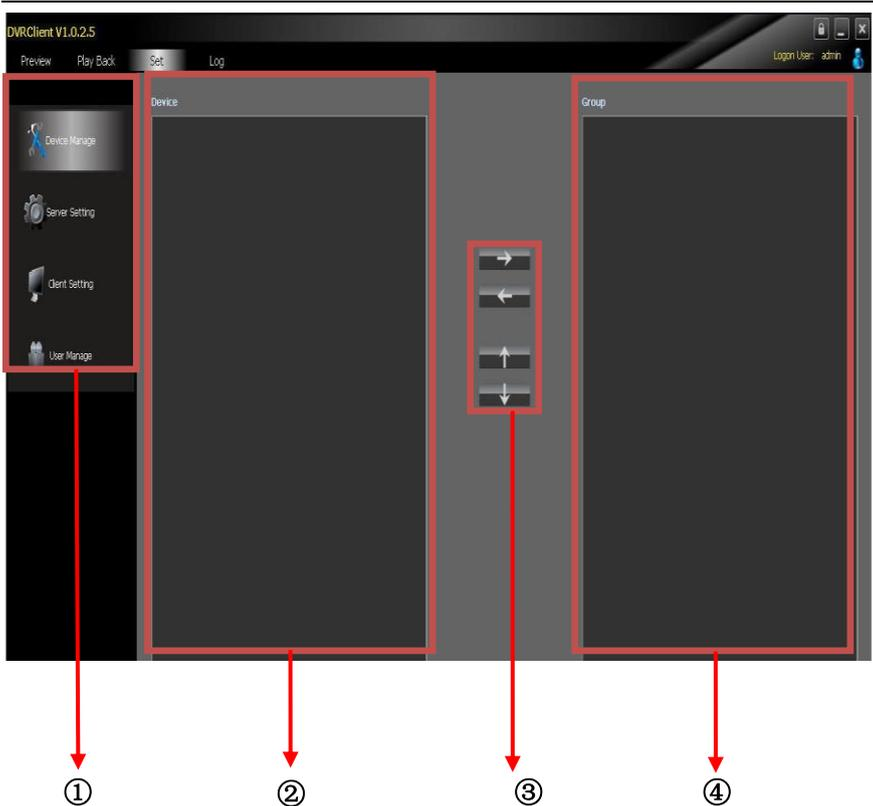 DVRClient V1.0.2.5
Preview Play Back Set Log
Logon User: admin
Device Manage
Server Setting
Client Setting
User Manage
Device
Group
→
←
↑
↓
① ② ③ ④